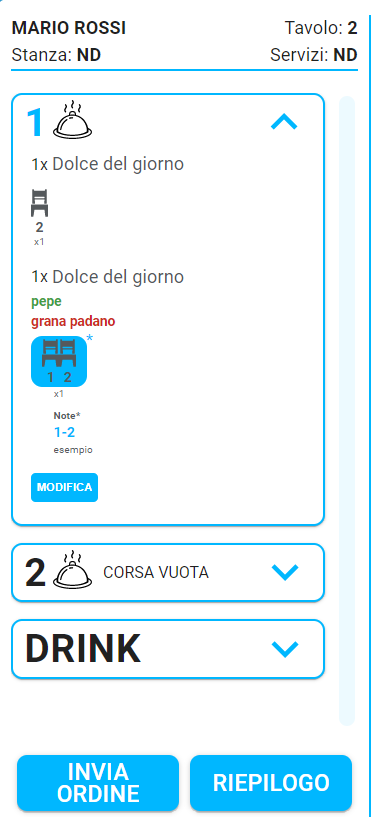 MARIO ROSSI Tavolo: 2
Stanza: ND Servizi: ND
1
1x Dolce del giorno
2
x1
1x Dolce del giorno
pepe
grana padano
*
1 2
x1
Note*
1-2
esempio
MODIFICA
2 CORSA VUOTA
DRINK
INVIA
ORDINE
RIEPILOGO